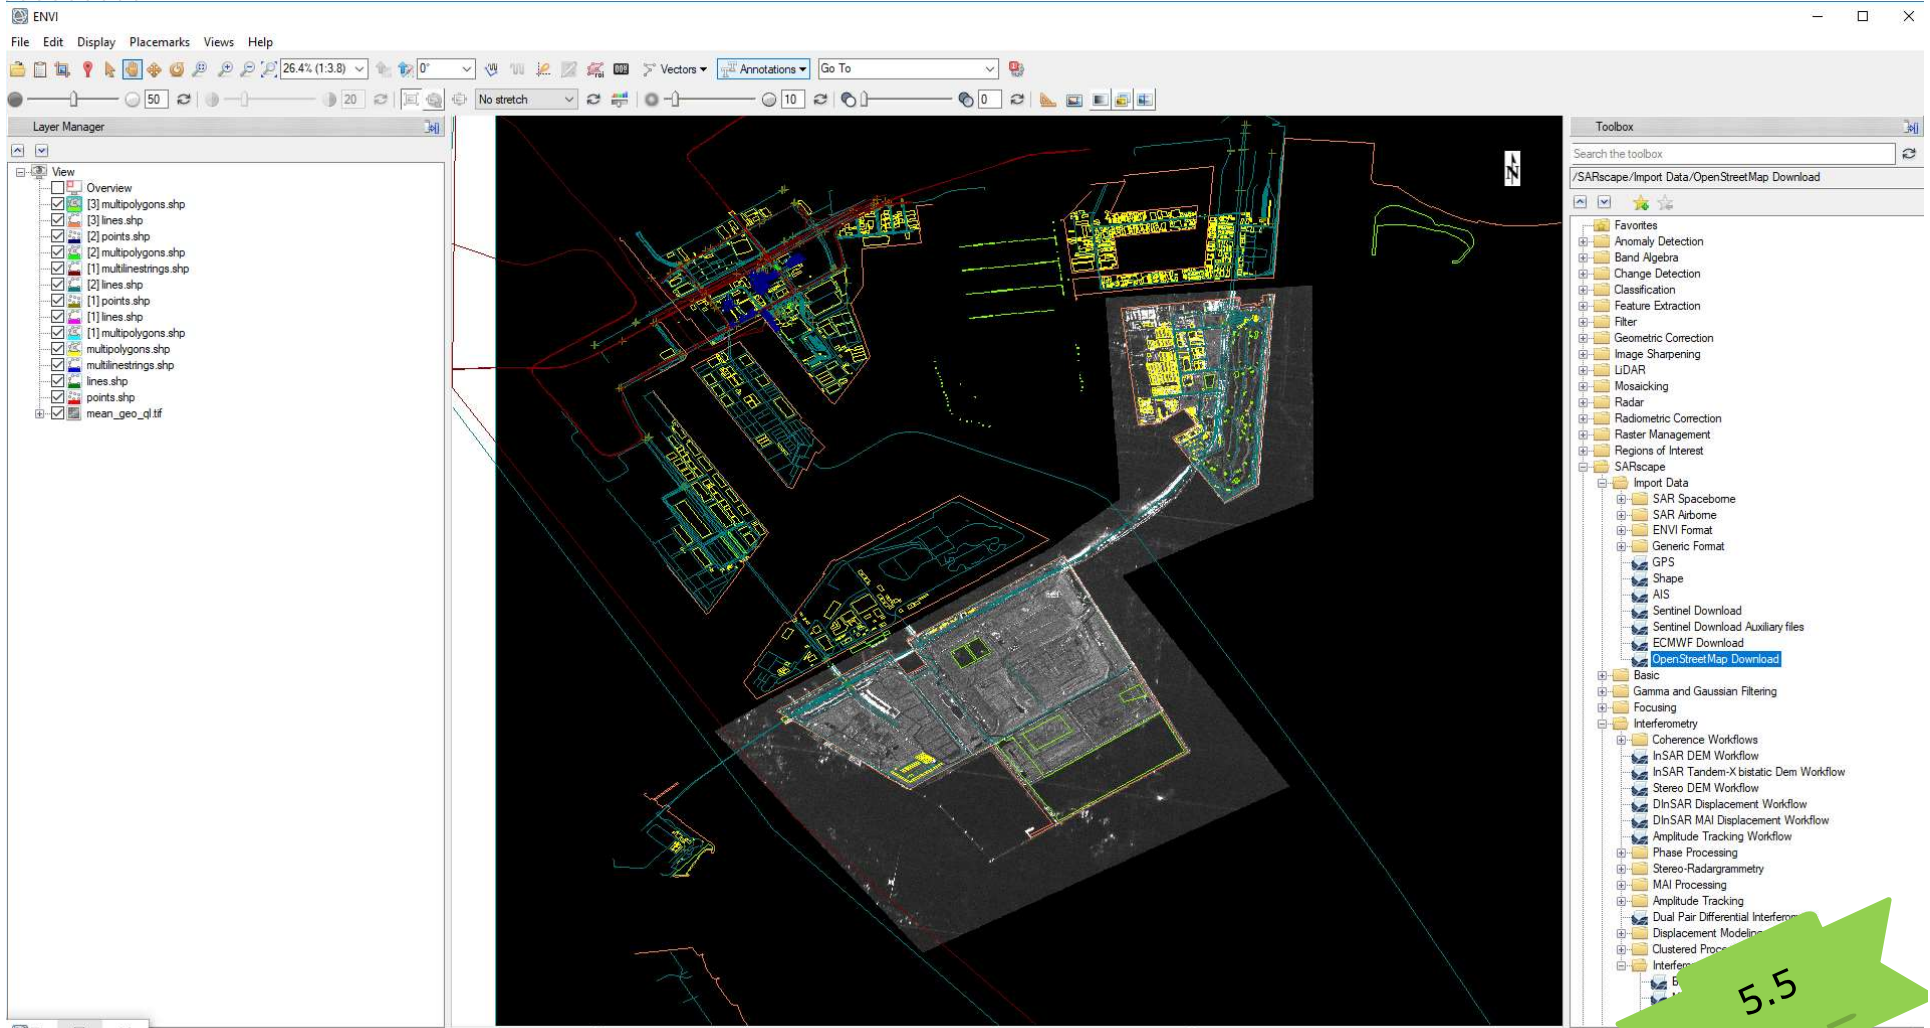 ENVI
File Edit Display Placemarks Views Help
26.4% (1:3.8) 0° Vectors Annotations Go To
50 20 No stretch 10 0
Layer Manager
View
Overview
[3] multipolygons.shp
[3] lines.shp
[2] points.shp
[2] multipolygons.shp
[1] multilinestrings.shp
[2] lines.shp
[1] points.shp
[1] lines.shp
[1] multipolygons.shp
multipolygons.shp
multilinestrings.shp
lines.shp
points.shp
mean_geo_ql.tif
N
Toolbox
Search the toolbox
/SARscape/Import Data/OpenStreetMap Download
Favorites
Anomaly Detection
Band Algebra
Change Detection
Classification
Feature Extraction
Filter
Geometric Correction
Image Sharpening
LiDAR
Mosaicking
Radar
Radiometric Correction
Raster Management
Regions of Interest
SARscape
Import Data
SAR Spaceborne
SAR Airborne
ENVI Format
Generic Format
GPS
Shape
AIS
Sentinel Download
Sentinel Download Auxiliary files
ECMWF Download
OpenStreetMap Download
Basic
Gamma and Gaussian Filtering
Focusing
Interferometry
Coherence Workflows
InSAR DEM Workflow
InSAR Tandem-X bistatic Dem Workflow
Stereo DEM Workflow
DInSAR Displacement Workflow
DInSAR MAI Displacement Workflow
Amplitude Tracking Workflow
Phase Processing
Stereo-Radargrammetry
MAI Processing
Amplitude Tracking
Dual Pair Differential
Displacement
Clustered
5.5